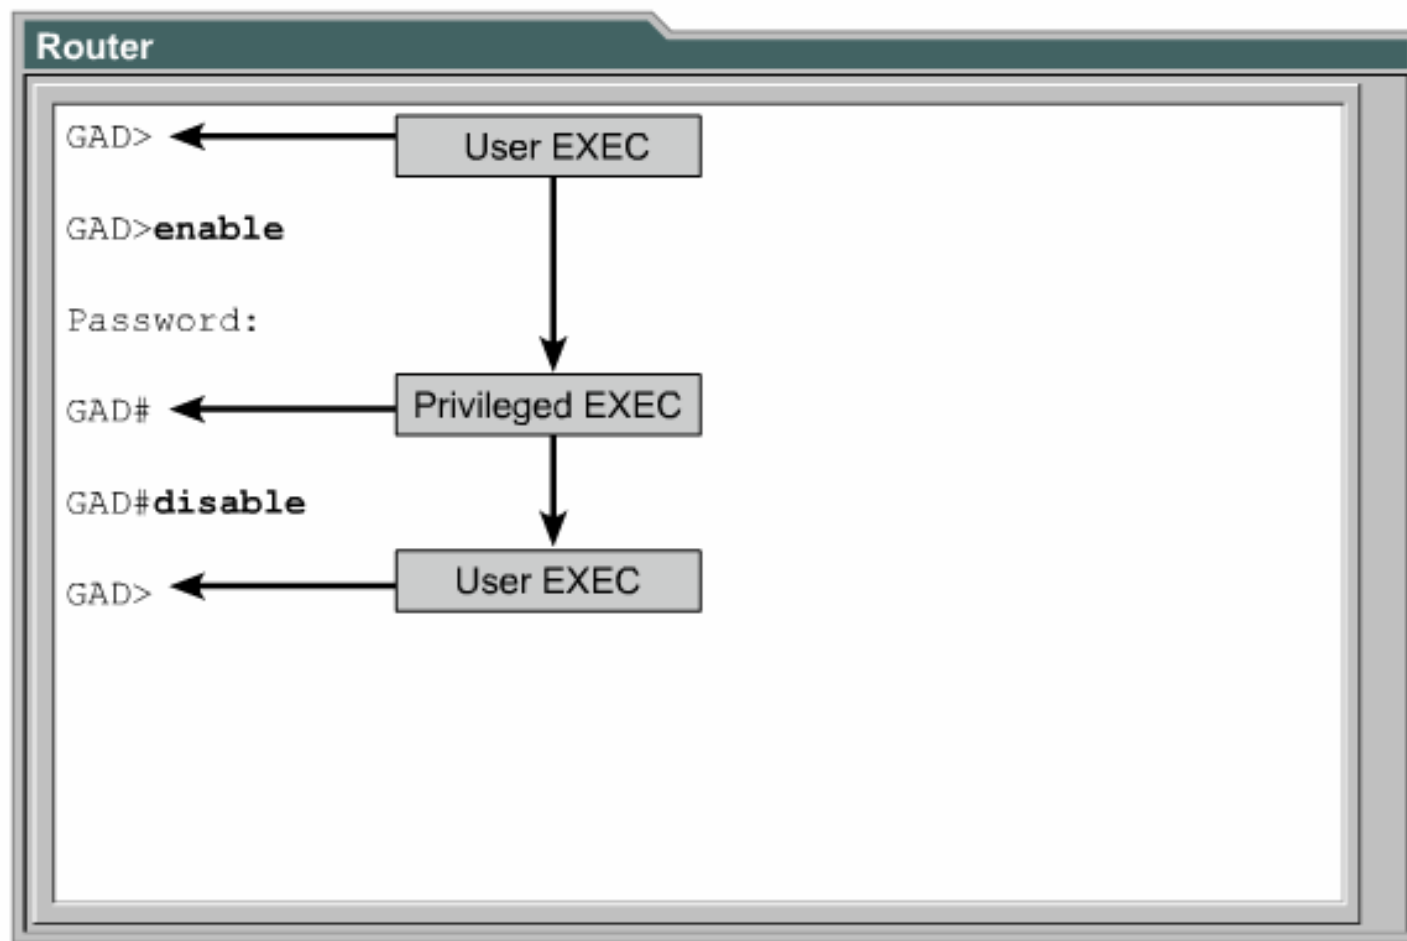 Router
GAD> User EXEC
GAD>enable
Password:
GAD# Privileged EXEC
GAD#disable
GAD> User EXEC